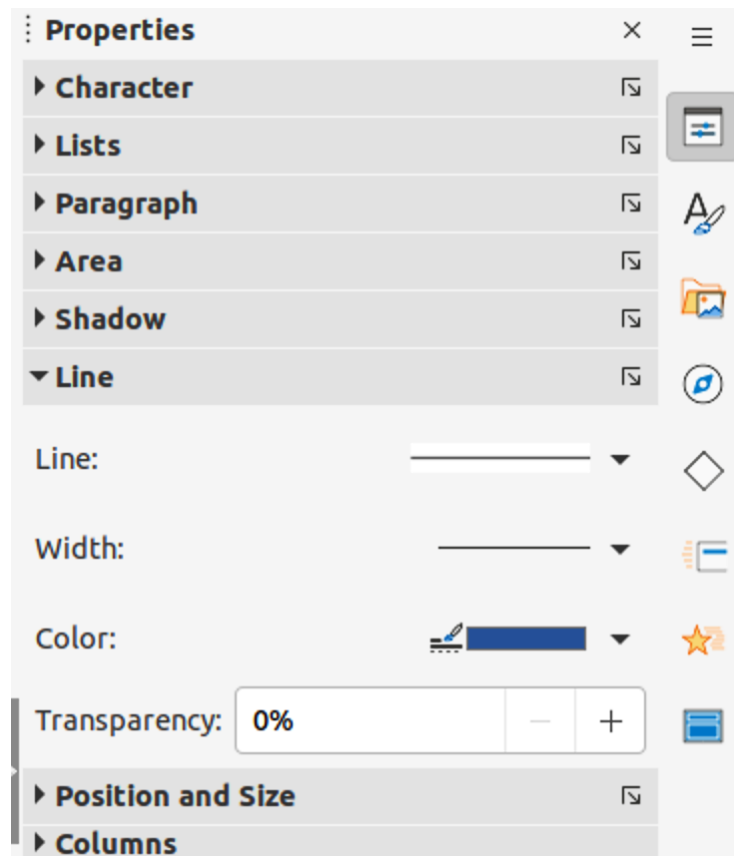 Properties
Character
Lists
Paragraph
Area
Shadow
Line
Line:
Width:
Color:
Transparency: 0%
Position and Size
Columns